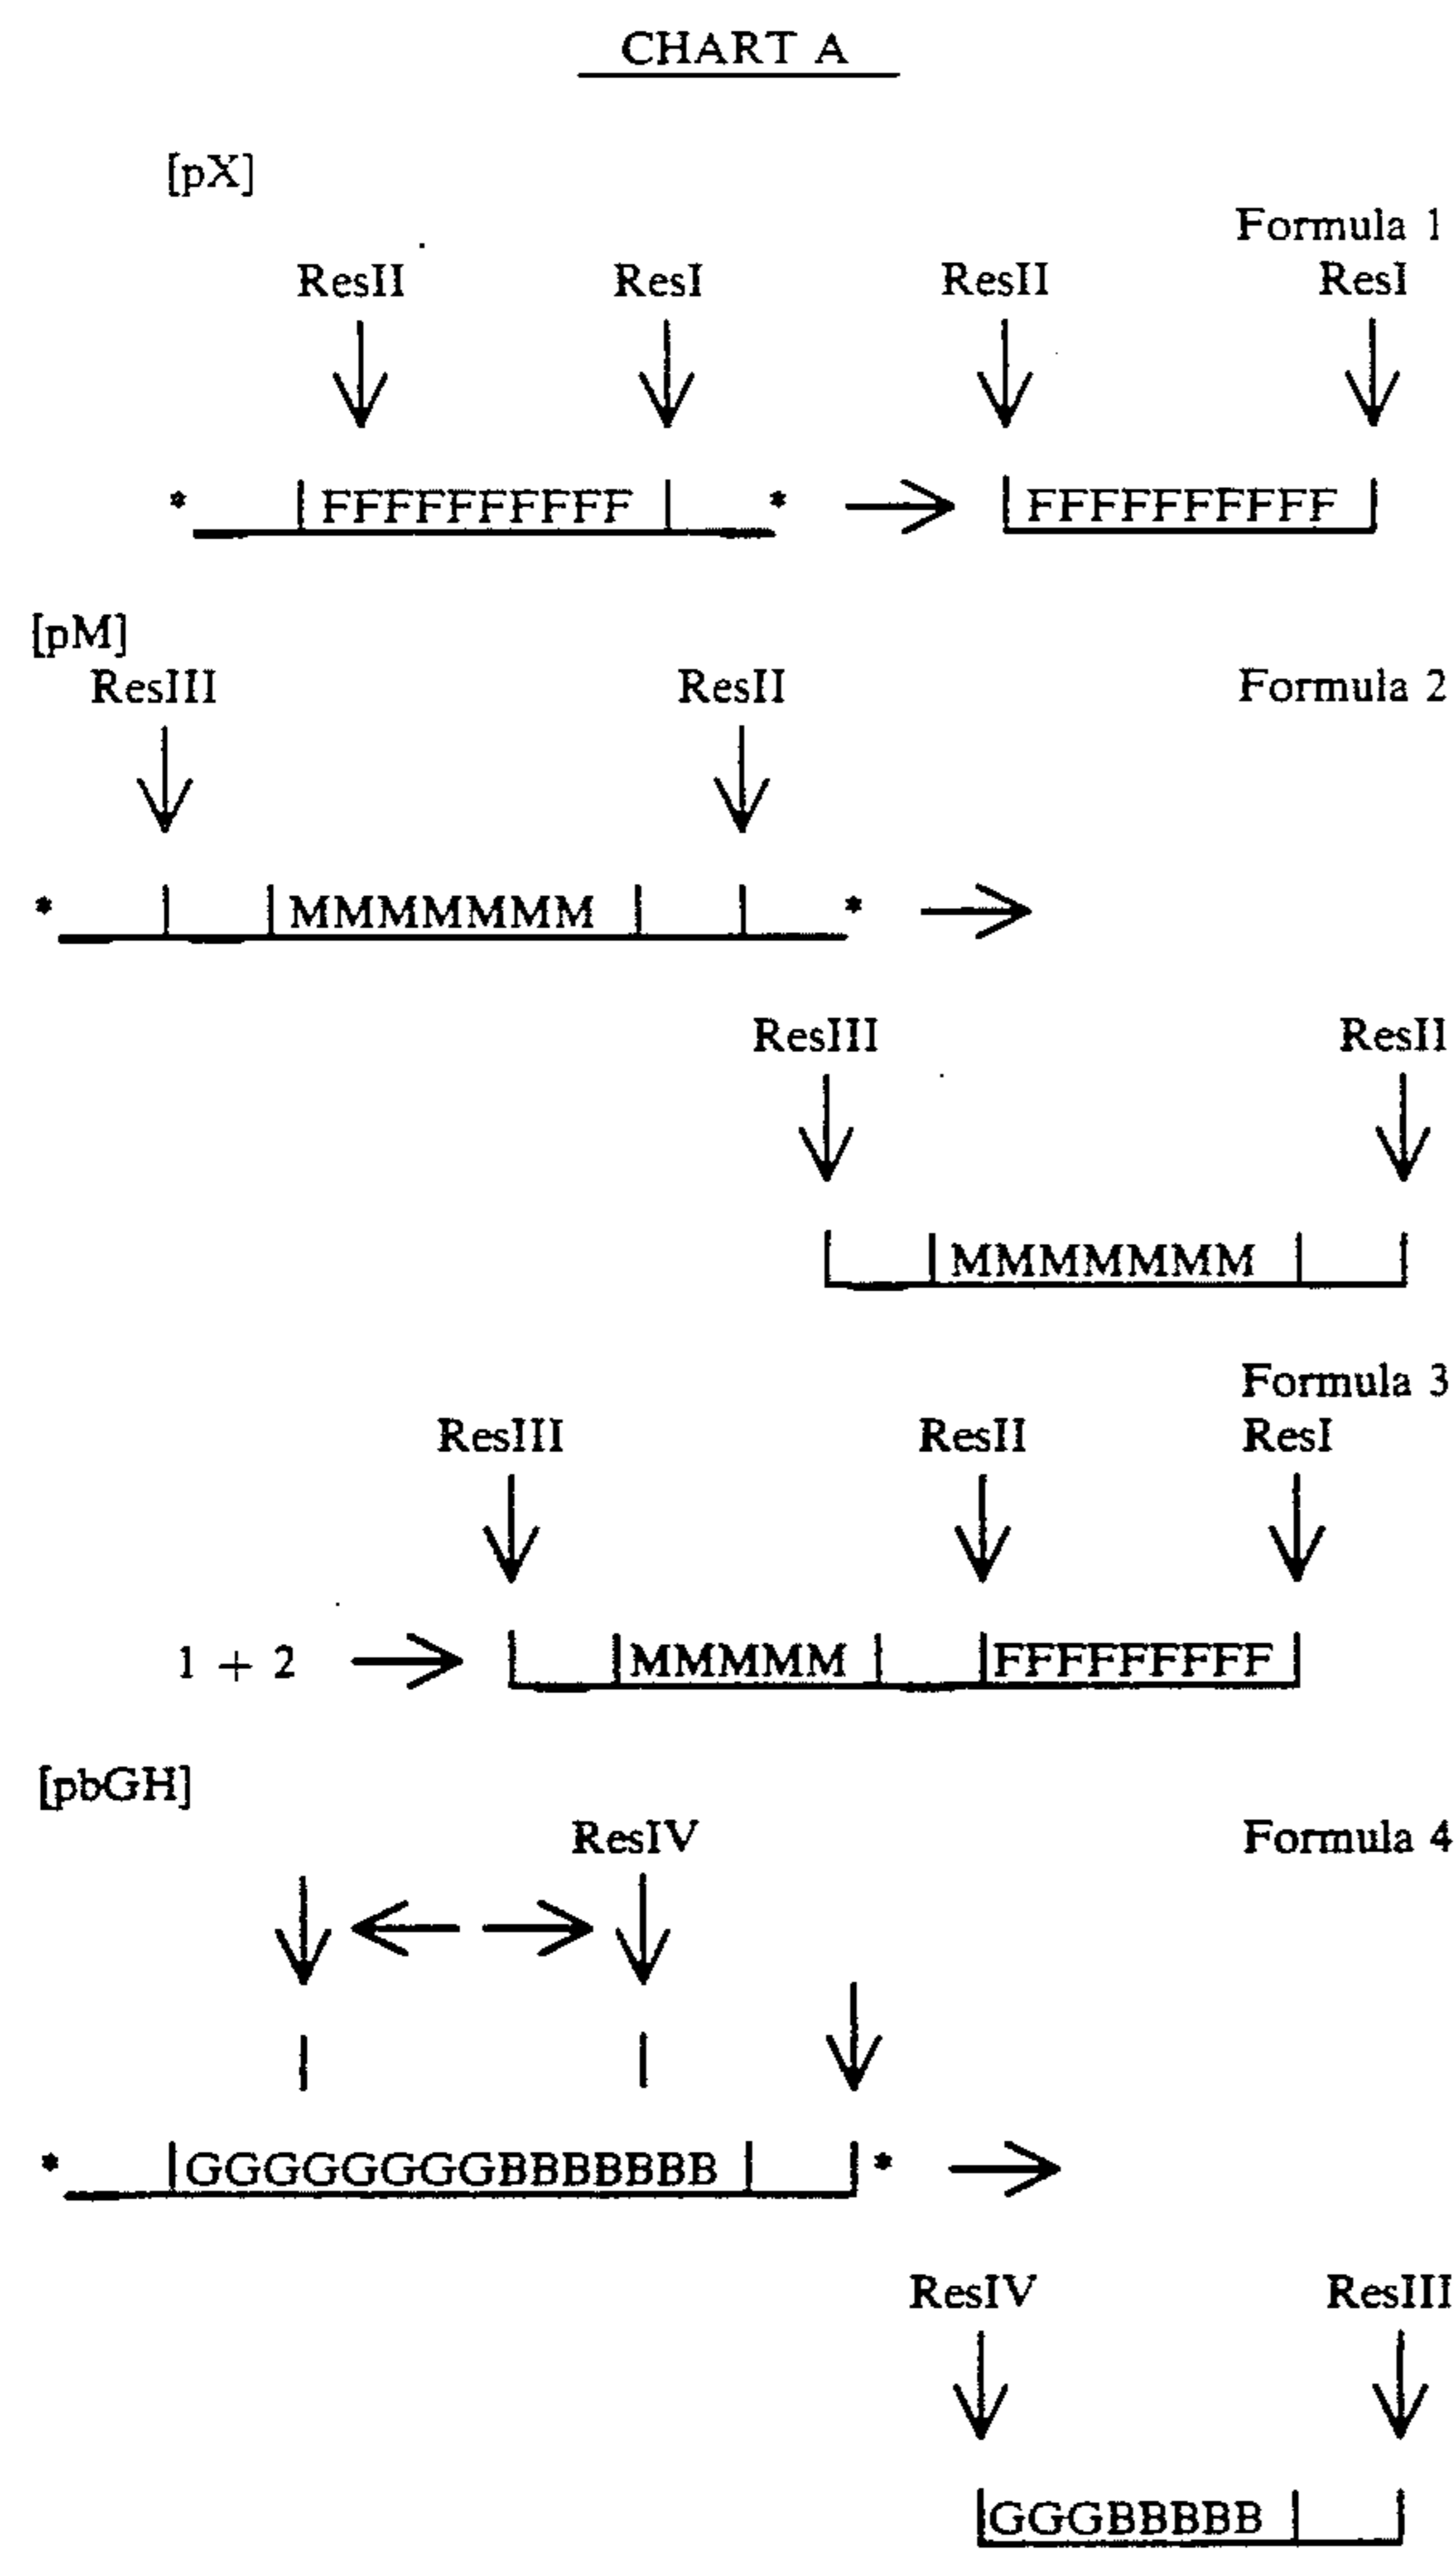 CHART A
[pX]
Formula 1
ResII ResI ResII ResI
* FFFFFFFFFF * FFFFFFFFFF
[pM]
ResIII ResII Formula 2
* MMMMMMM *
ResIII ResII
MMMMMMM
Formula 3
ResIII ResII ResI
1 + 2 MMMMM FFFFFFFFF
[pbGH]
ResIV Formula 4
* GGGGGGGGBBBBBBB *
ResIV ResIII
GGGBBBBB